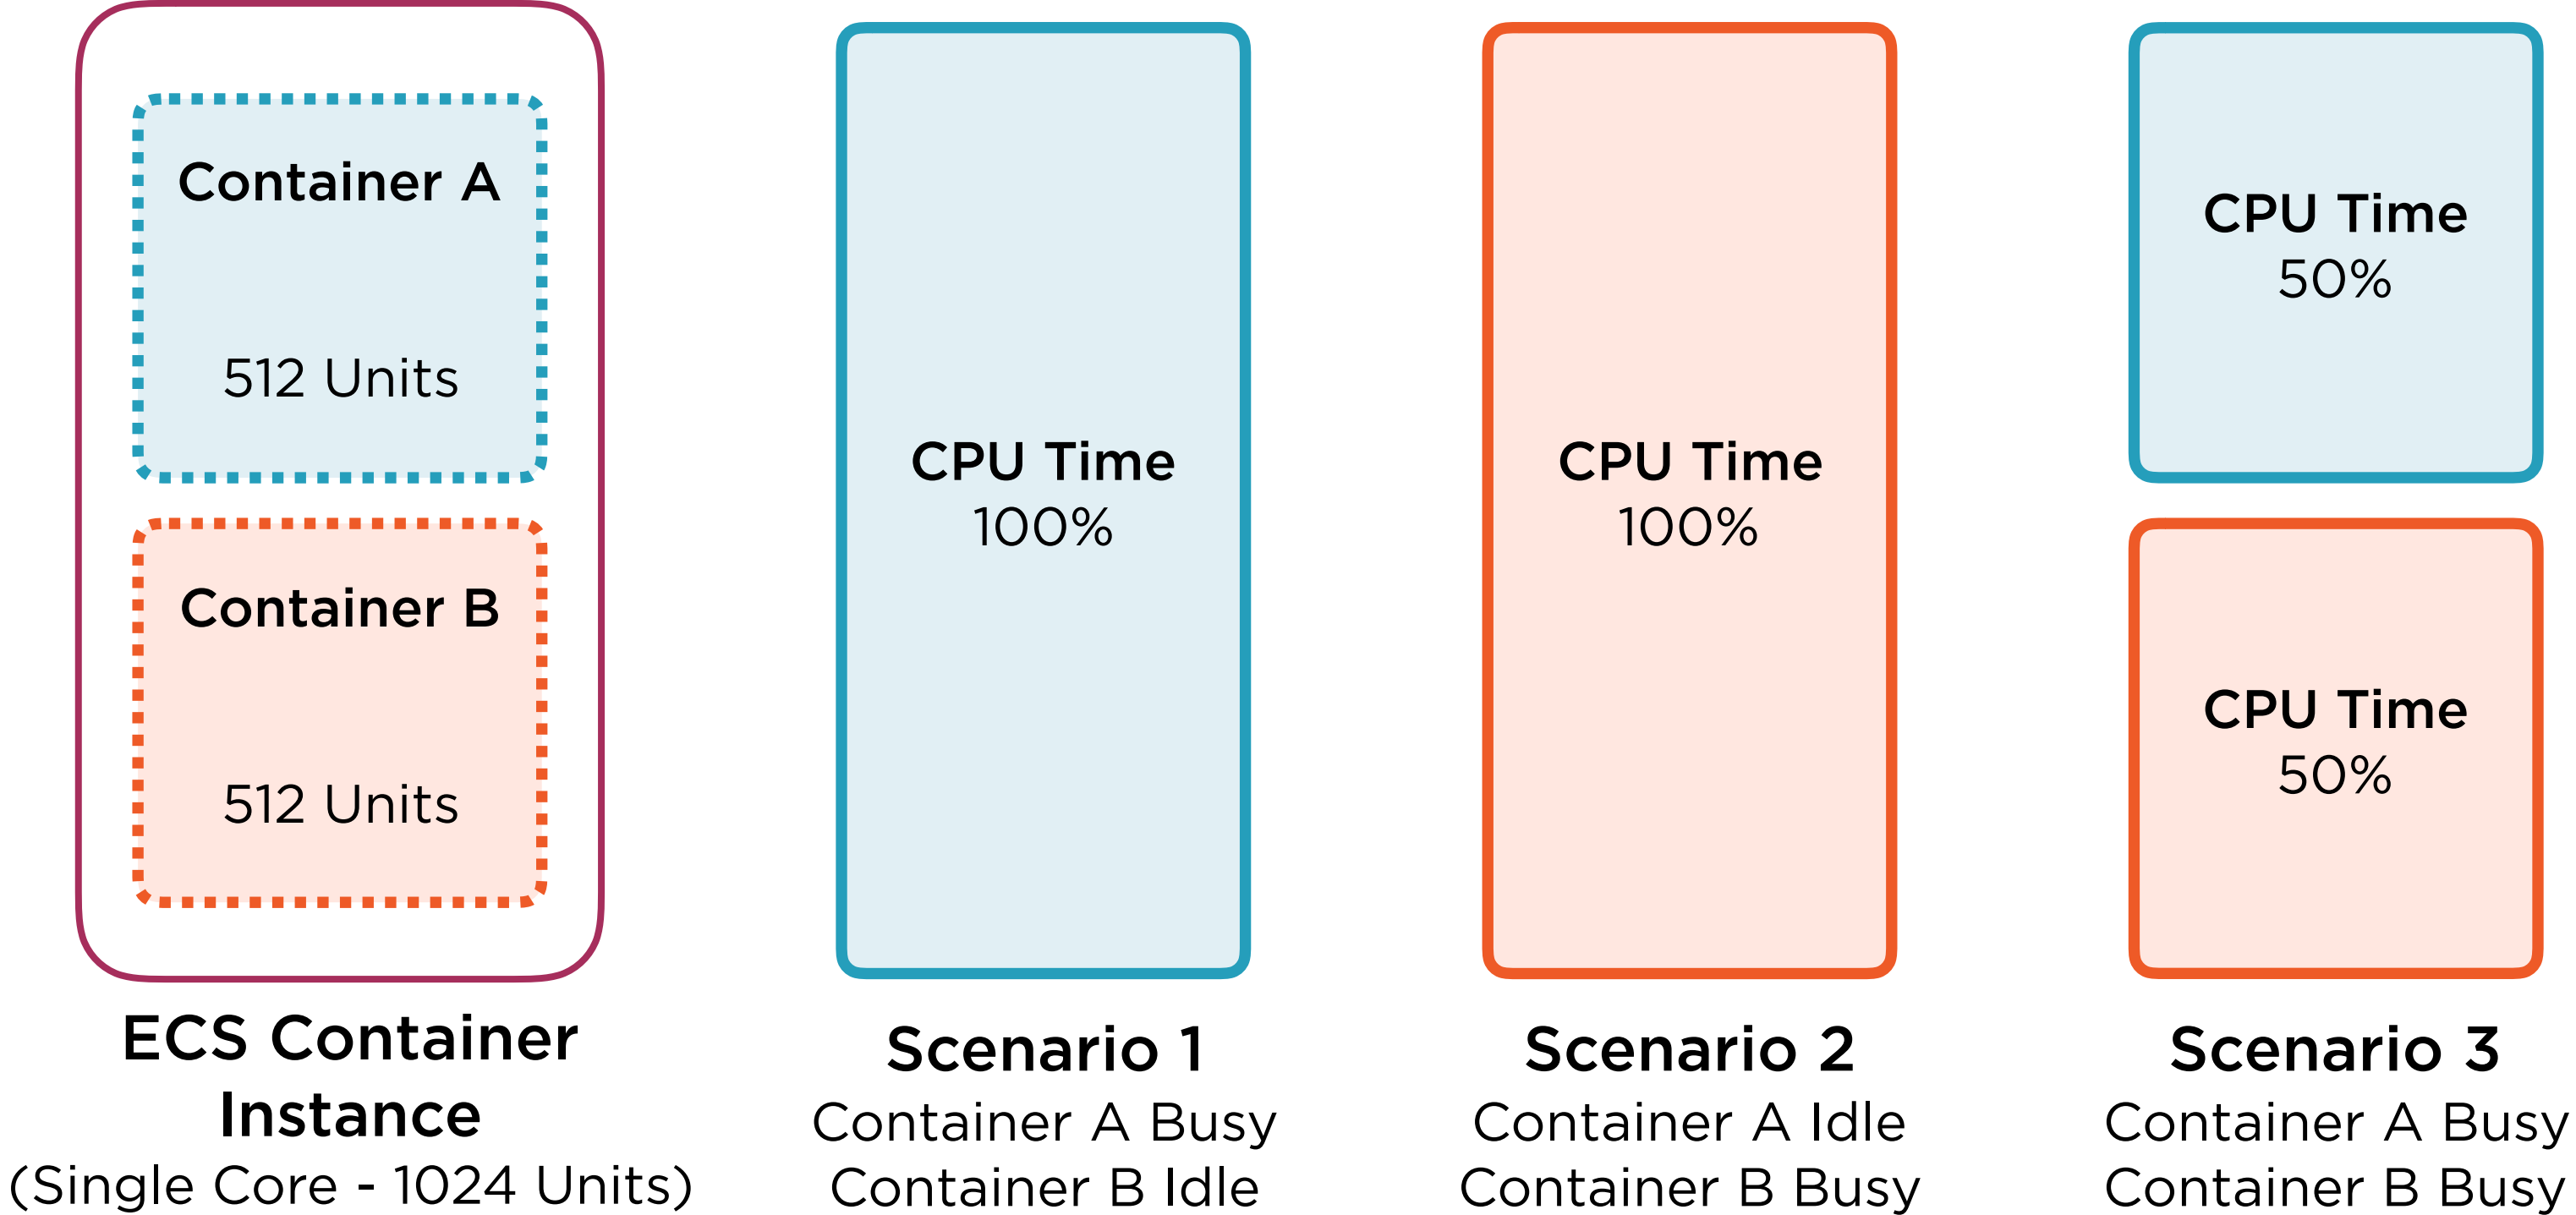 Container A
512 Units
Container B
512 Units
ECS Container
Instance
(Single Core - 1024 Units)
CPU Time
100%
Scenario 1
Container A Busy
Container B Idle
CPU Time
100%
Scenario 2
Container A Idle
Container B Busy
CPU Time
50%
CPU Time
50%
Scenario 3
Container A Busy
Container B Busy